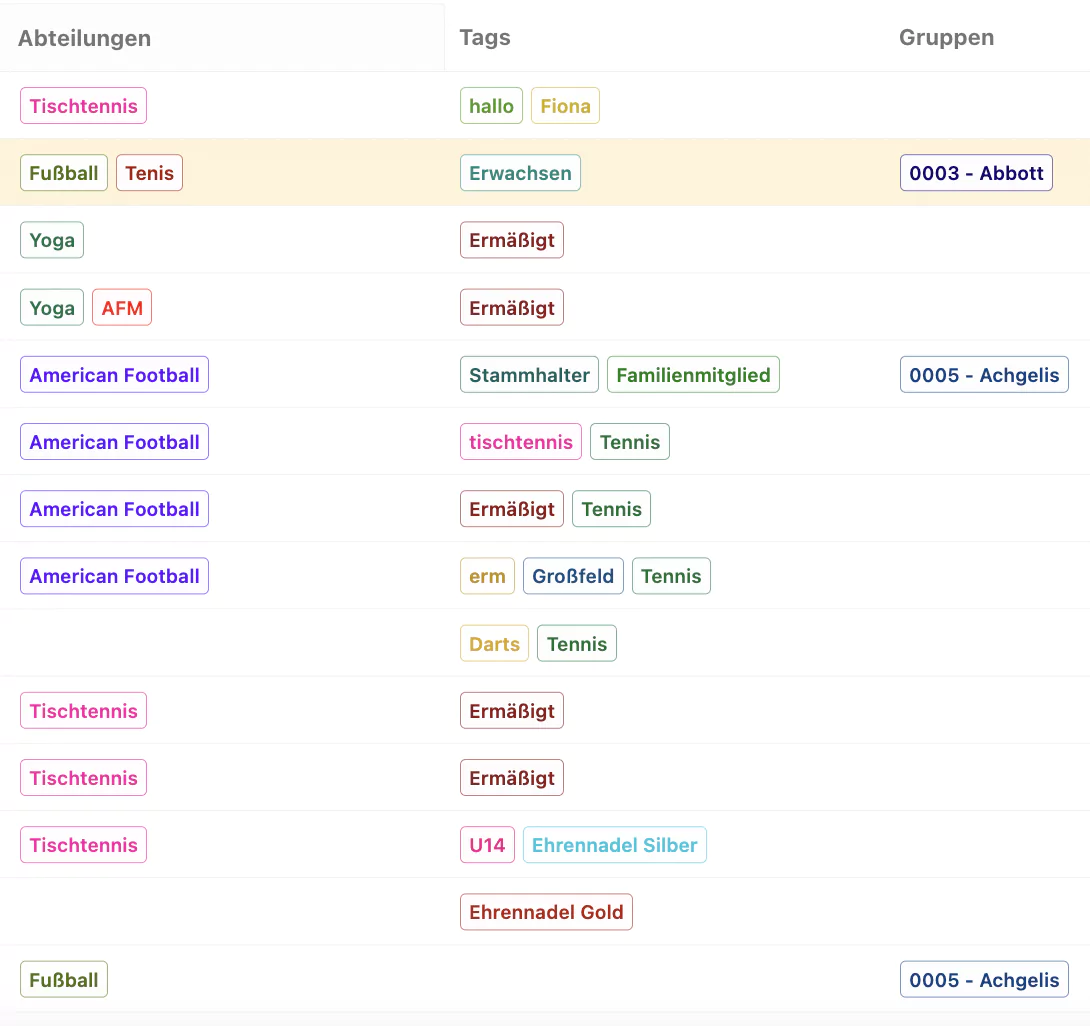 Abteilungen Tags Gruppen
Tischtennis hallo Fiona
Fußball Tenis Erwachsen 0003 - Abbott
Yoga Ermäßigt
Yoga AFM Ermäßigt
American Football Stammhalter Familienmitglied 0005 - Achgelis
American Football tischtennis Tennis
American Football Ermäßigt Tennis
American Football erm Großfeld Tennis
Darts Tennis
Tischtennis Ermäßigt
Tischtennis Ermäßigt
Tischtennis U14 Ehrennadel Silber
Ehrennadel Gold
Fußball 0005 - Achgelis